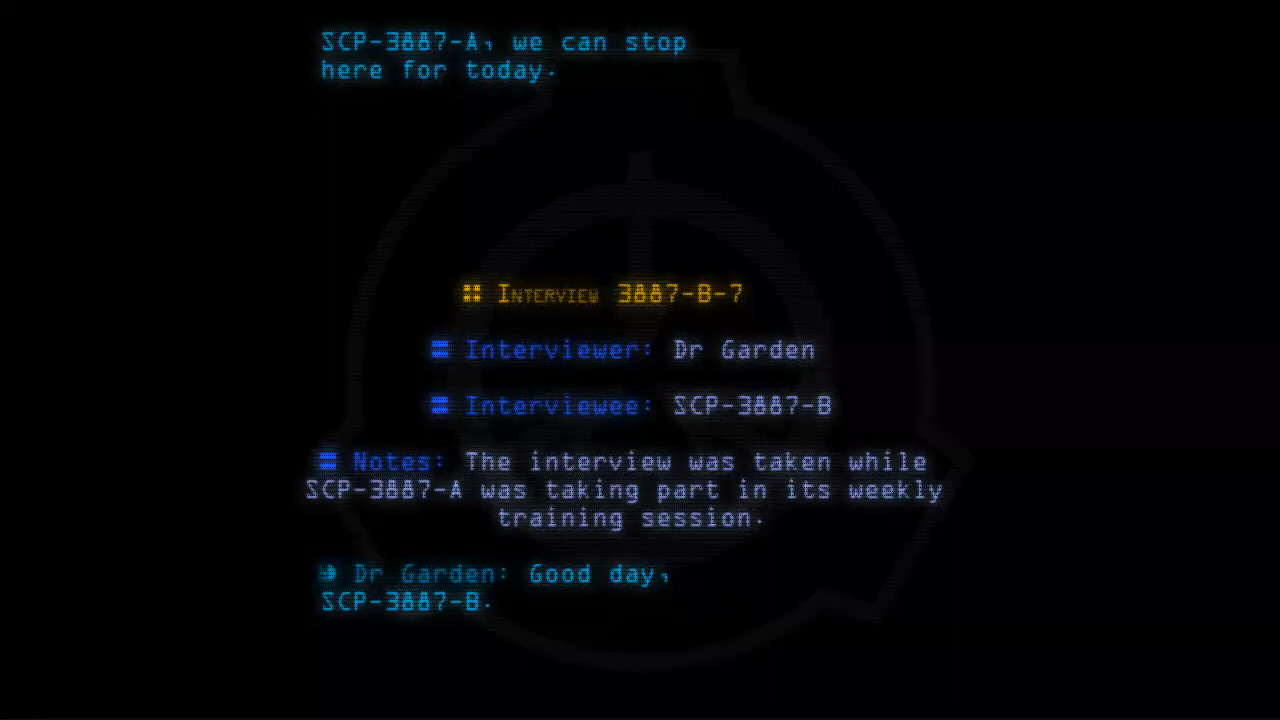 SCP-3887-A, we can stop
here for today.
Interview 3887-B-7
Interviewer: Dr Garden
Interviewee: SCP-3887-B
Notes: The interview was taken while
SCP-3887-A was taking part in its weekly
training session.
Dr Garden: Good day,
SCP-3887-B.